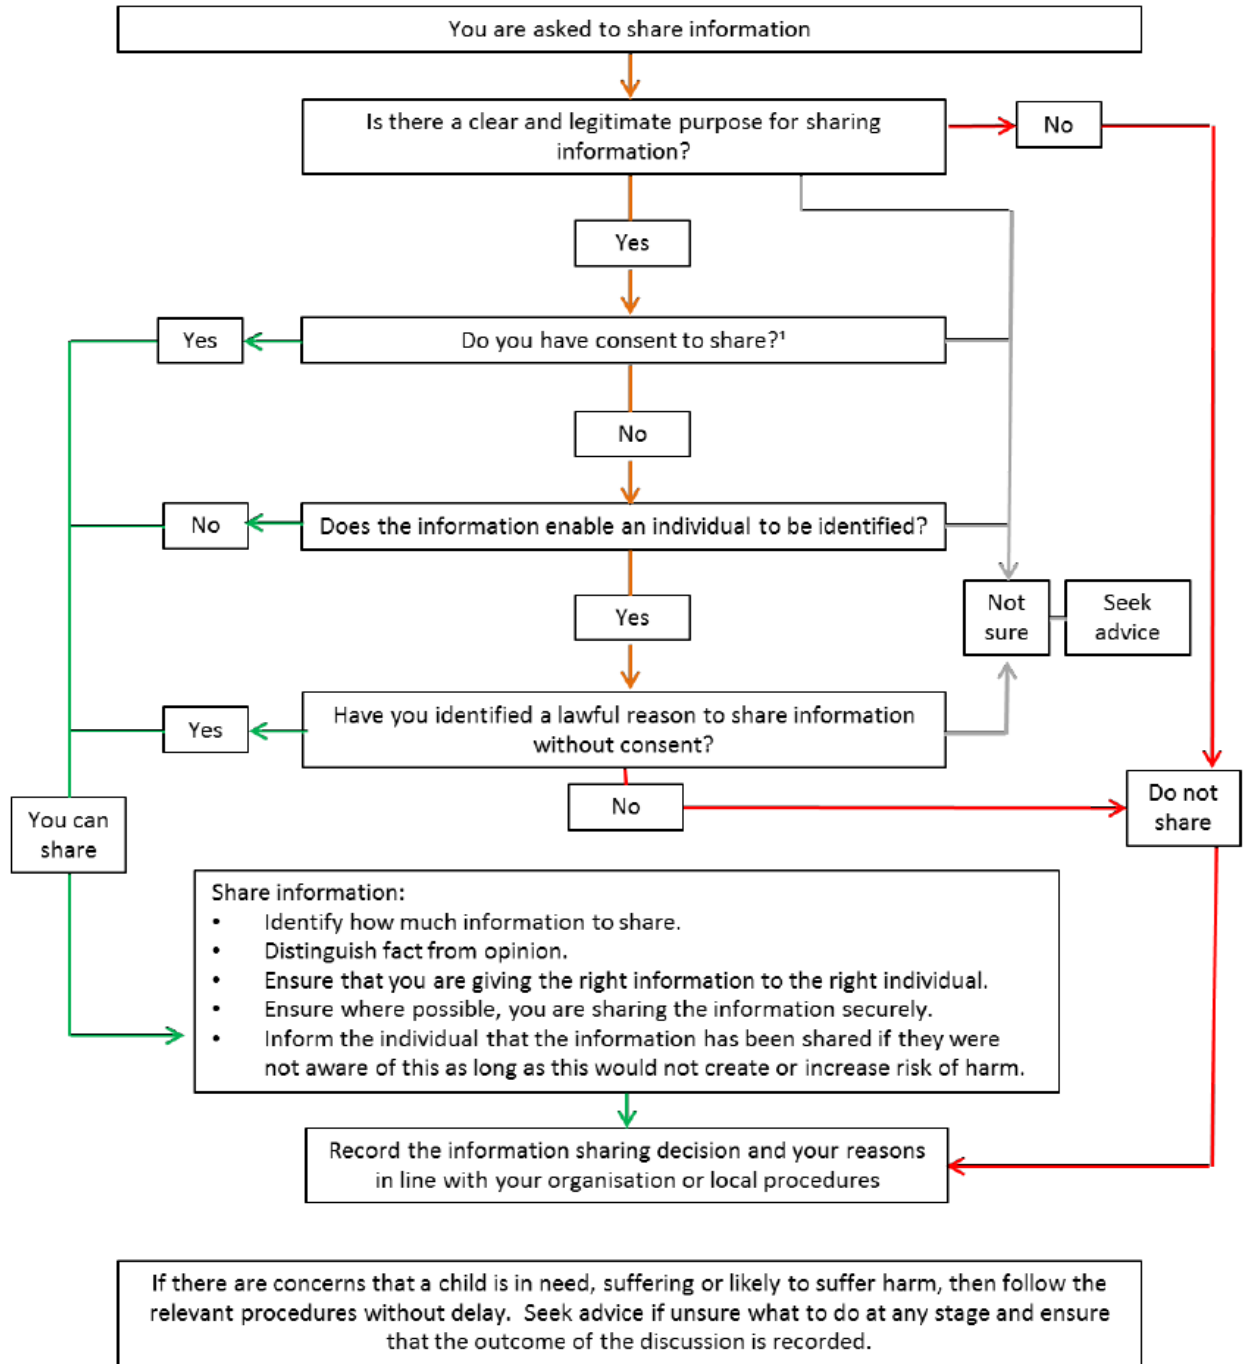 You are asked to share information
Is there a clear and legitimate purpose for sharing
information?
No
Yes
Yes
Do you have consent to share?¹
No
No
Does the information enable an individual to be identified?
Yes
Not
sure
Seek
advice
Yes
Have you identified a lawful reason to share information
without consent?
No
Do not
share
You can
share
Share information:
• Identify how much information to share.
• Distinguish fact from opinion.
• Ensure that you are giving the right information to the right individual.
• Ensure where possible, you are sharing the information securely.
• Inform the individual that the information has been shared if they were
not aware of this as long as this would not create or increase risk of harm.
Record the information sharing decision and your reasons
in line with your organisation or local procedures
If there are concerns that a child is in need, suffering or likely to suffer harm, then follow the
relevant procedures without delay.  Seek advice if unsure what to do at any stage and ensure
that the outcome of the discussion is recorded.